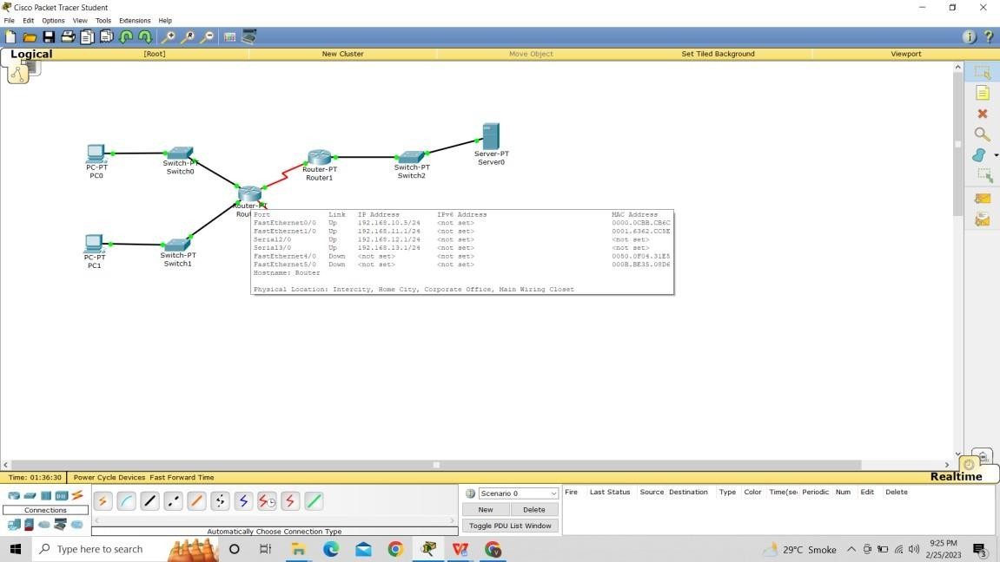 Cisco Packet Tracer Student
File Edit Options View Tools Extensions Help
Logical [Root] New Cluster Move Object Set Tiled Background Viewport
PC-PT
PC0
Switch-PT
Switch0
Router-PT
Router1
Switch-PT
Switch2
Server-PT
Server0
Router-PT
Rout
PC-PT
PC1
Switch-PT
Switch1
Port Link IP Address IPv6 Address MAC Address
FastEthernet0/0 Up 192.168.10.5/24 <not set> 0000.0CBB.CB6C
FastEthernet1/0 Up 192.168.11.1/24 <not set> 0001.6362.CC5E
Serial2/0 Up 192.168.12.1/24 <not set> <not set>
Serial3/0 Up 192.168.13.1/24 <not set> <not set>
FastEthernet4/0 Down <not set> <not set> 0050.0F04.31E5
FastEthernet5/0 Down <not set> <not set> 000B.BE35.08D6
Hostname: Router
Physical Location: Intercity, Home City, Corporate Office, Main Wiring Closet
Time: 01:36:30 Power Cycle Devices Fast Forward Time Realtime
Connections
Automatically Choose Connection Type
Scenario 0
New Delete
Toggle PDU List Window
Fire Last Status Source Destination Type Color Time(se Periodic Num Edit Delete
Type here to search
29°C Smoke
9:25 PM
2/25/2023
3